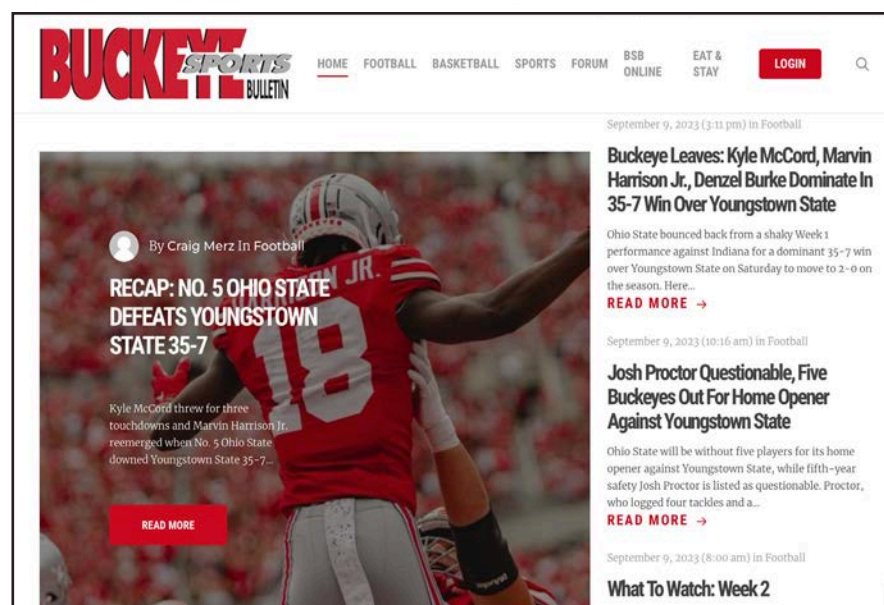 BUCKEYE
SPORTS
BULLETIN
HOME FOOTBALL BASKETBALL SPORTS FORUM BSB ONLINE EAT & STAY LOGIN
By Craig Merz In Football
RECAP: NO. 5 OHIO STATE
DEFEATS YOUNGSTOWN
STATE 35-7
Kyle McCord threw for three
touchdowns and Marvin Harrison Jr.
reemerged when No. 5 Ohio State
downed Youngstown State 35-7...
READ MORE
HARRISON JR.
18
September 9, 2023 (3:11 pm) in Football
Buckeye Leaves: Kyle McCord, Marvin
Harrison Jr., Denzel Burke Dominate In
35-7 Win Over Youngstown State
Ohio State bounced back from a shaky Week 1
performance against Indiana for a dominant 35-7 win
over Youngstown State on Saturday to move to 2-0 on
the season. Here...
READ MORE →
September 9, 2023 (10:16 am) in Football
Josh Proctor Questionable, Five
Buckeyes Out For Home Opener
Against Youngstown State
Ohio State will be without five players for its home
opener against Youngstown State, while fifth-year
safety Josh Proctor is listed as questionable. Proctor,
who logged four tackles and a...
READ MORE →
September 9, 2023 (8:00 am) in Football
What To Watch: Week 2